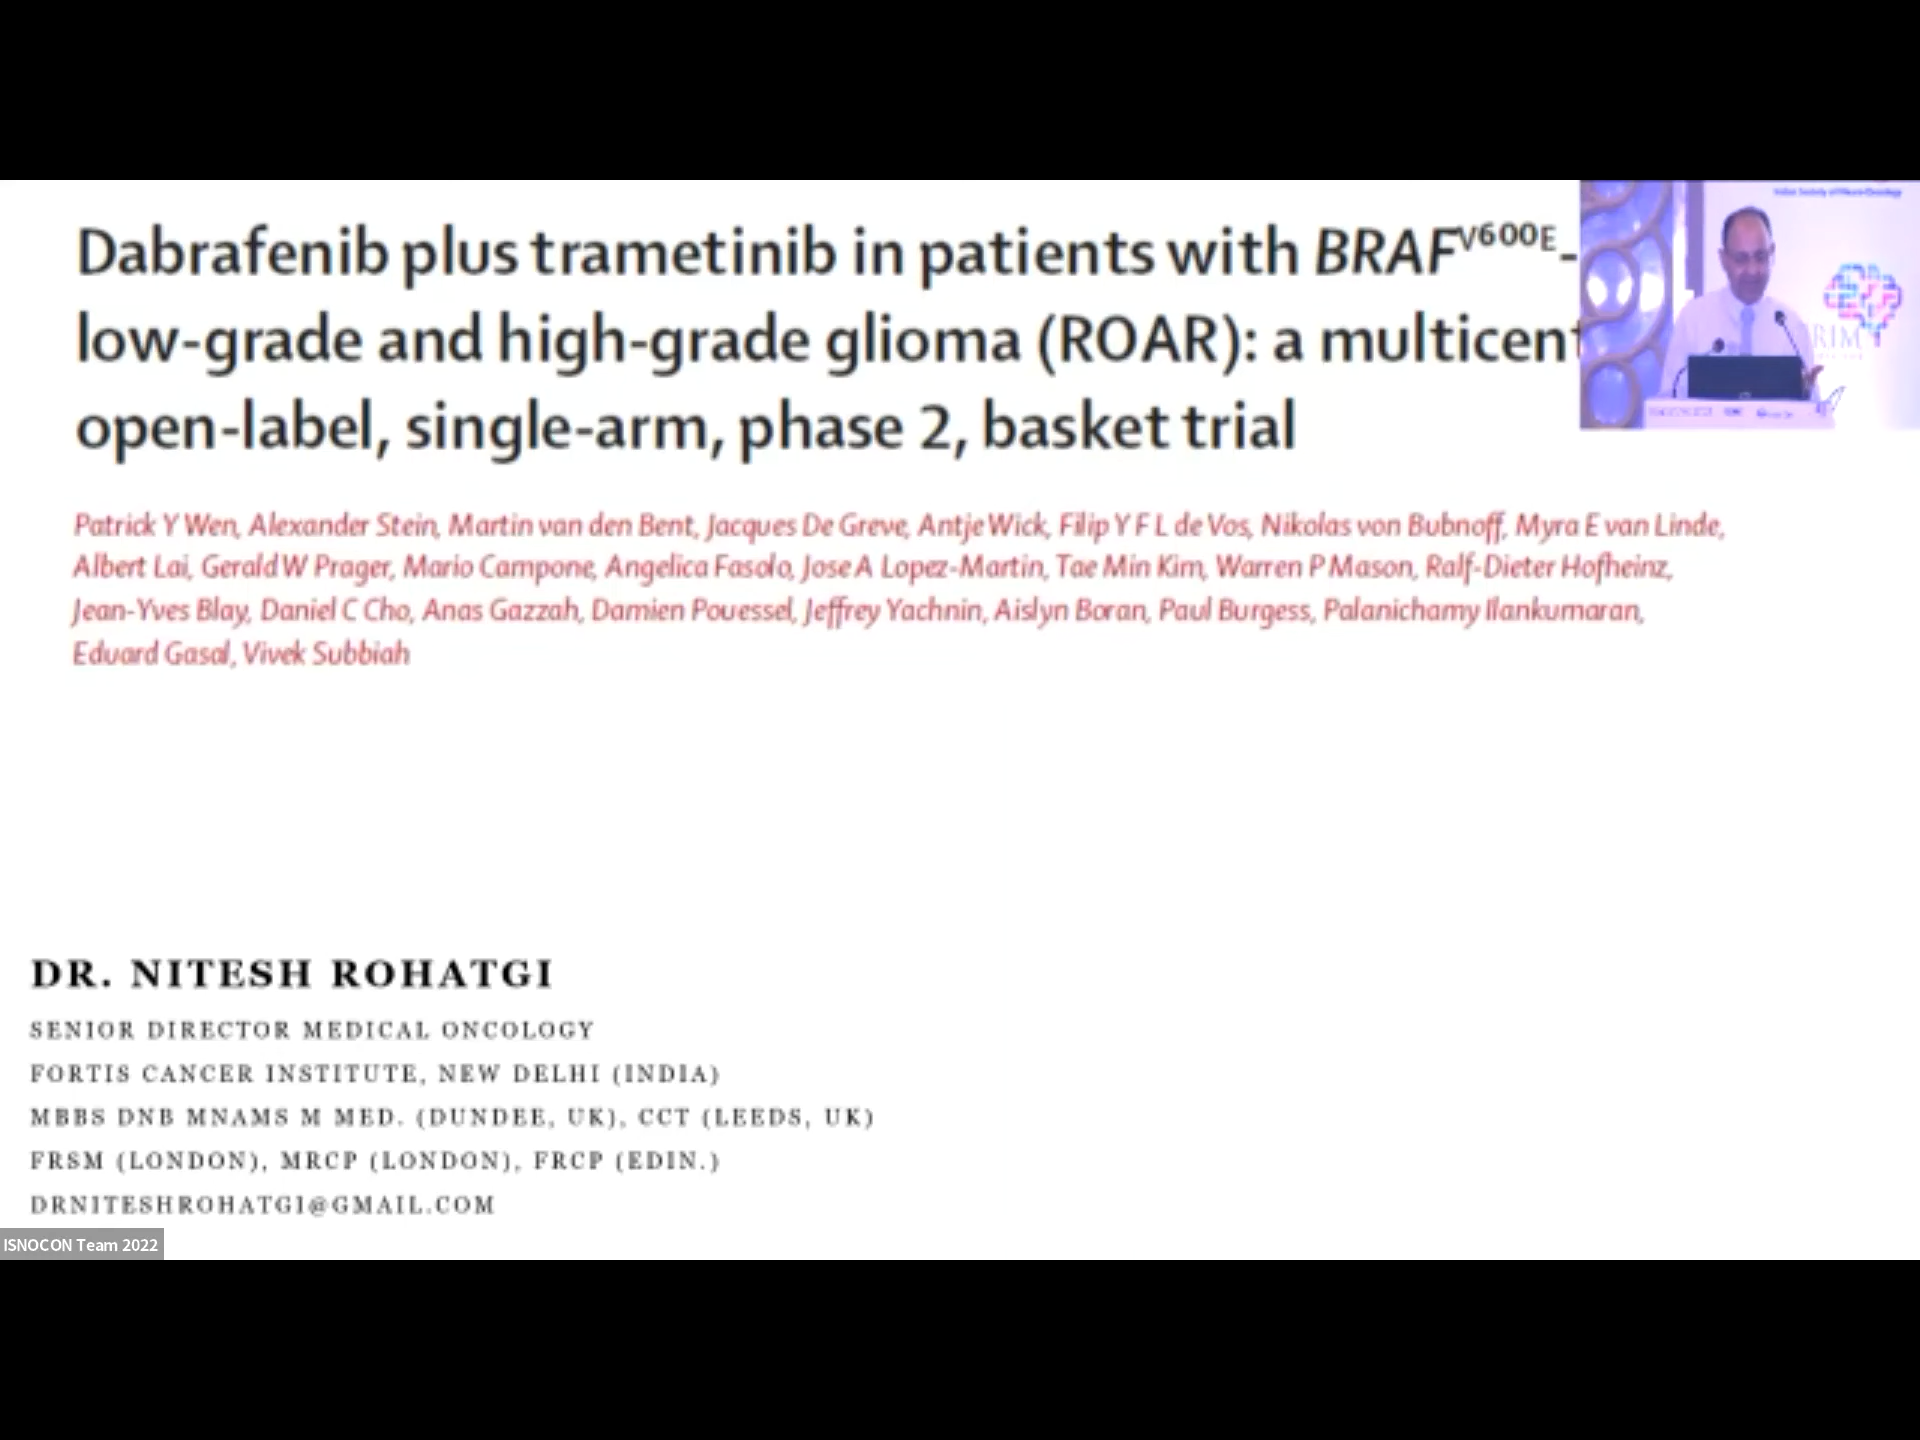 Dabrafenib plus trametinib in patients with BRAFV600E-
low-grade and high-grade glioma (ROAR): a multicent
open-label, single-arm, phase 2, basket trial
Patrick Y Wen, Alexander Stein, Martin van den Bent, Jacques De Greve, Antje Wick, Filip Y F L de Vos, Nikolas von Bubnoff, Myra E van Linde,
Albert Lai, Gerald W Prager, Mario Campone, Angelica Fasolo, Jose A Lopez-Martin, Tae Min Kim, Warren P Mason, Ralf-Dieter Hofheinz,
Jean-Yves Blay, Daniel C Cho, Anas Gazzah, Damien Pouessel, Jeffrey Yachnin, Aislyn Boran, Paul Burgess, Palanichamy Ilankumaran,
Eduard Gasal, Vivek Subbiah
Indian Society of Neuro-Oncology
RIM
DR. NITESH ROHATGI
SENIOR DIRECTOR MEDICAL ONCOLOGY
FORTIS CANCER INSTITUTE, NEW DELHI (INDIA)
MBBS DNB MNAMS M MED. (DUNDEE, UK), CCT (LEEDS, UK)
FRSM (LONDON), MRCP (LONDON), FRCP (EDIN.)
DRNITESHROHATGI@GMAIL.COM
ISNOCON Team 2022